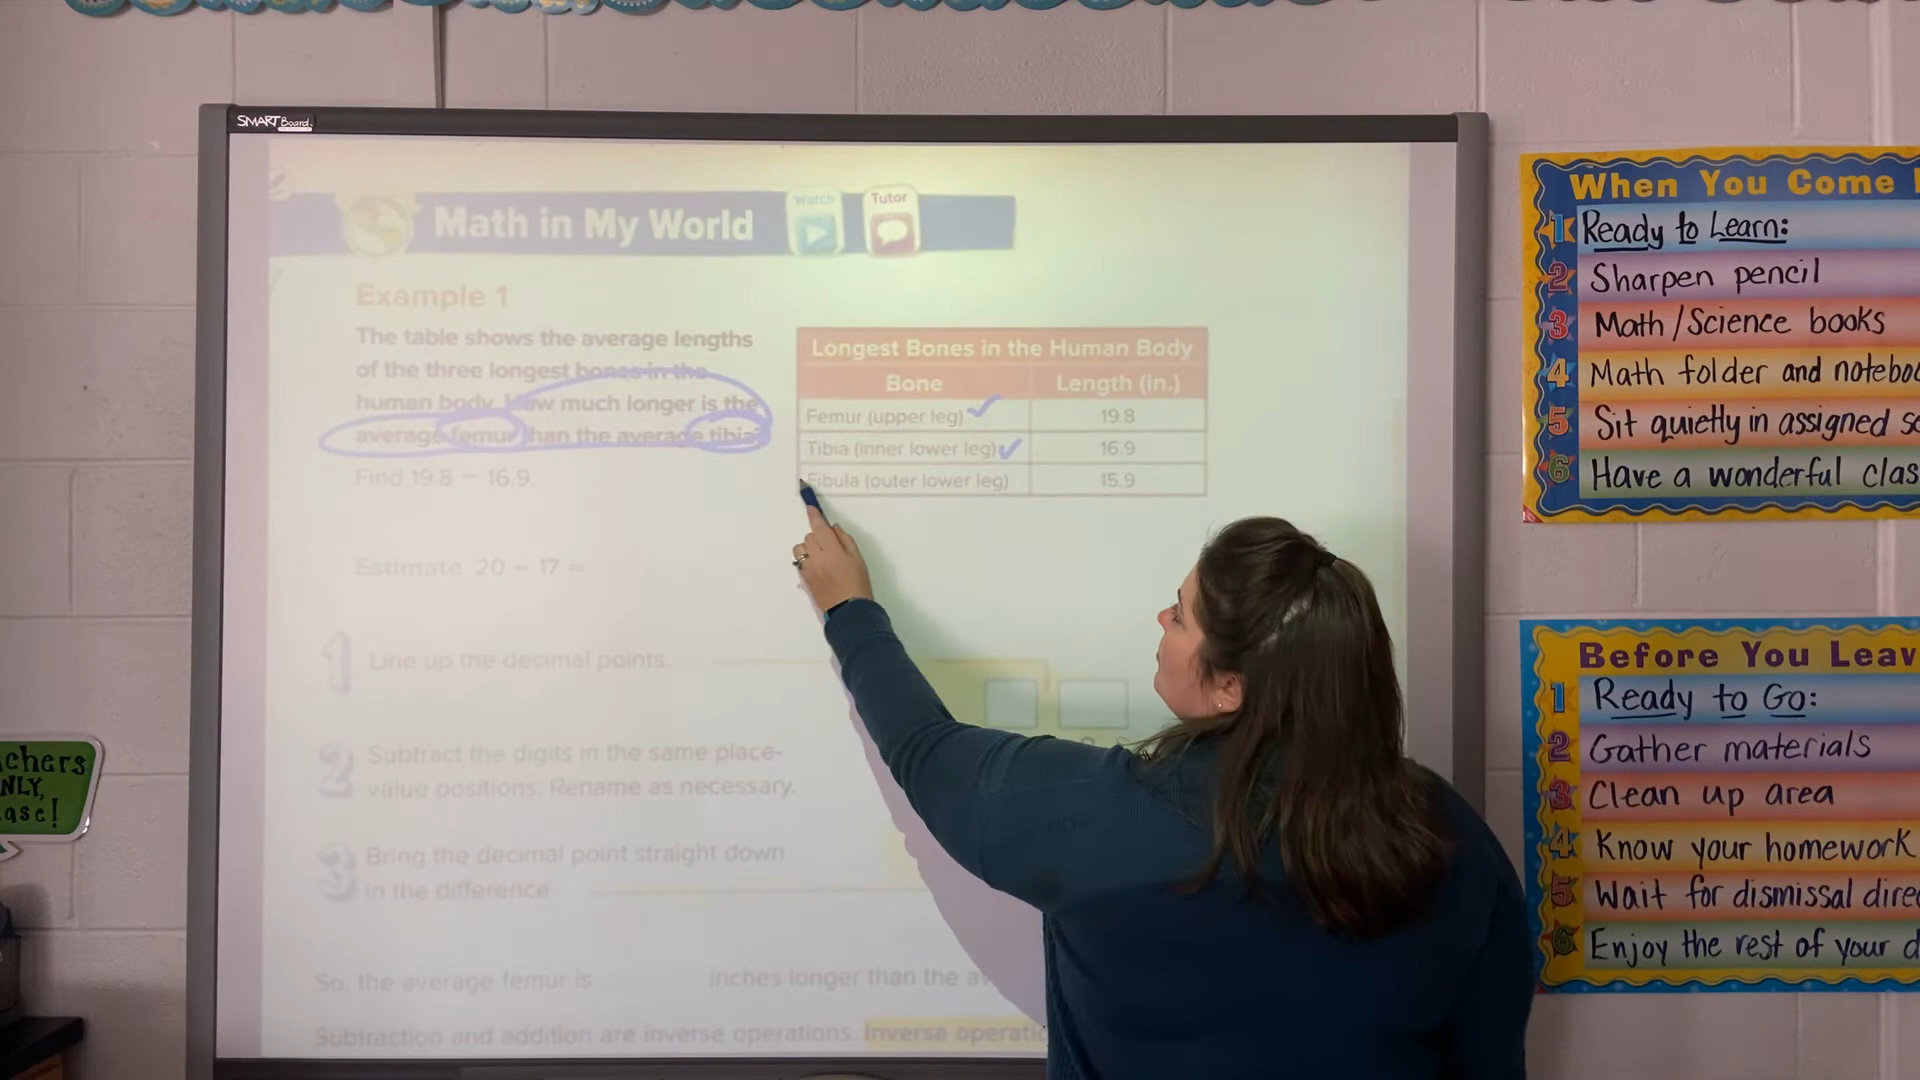 SMART Board
Math in My World
Watch
Tutor
Example 1
The table shows the average lengths
of the three longest bones in the
human body. How much longer is the
average femur than the average tibia?
Find 19.8 − 16.9.
Estimate 20 − 17 =
Longest Bones in the Human Body
Bone Length (in.)
Femur (upper leg) ✓ 19.8
Tibia (inner lower leg) ✓ 16.9
Fibula (outer lower leg) 15.9
1 Line up the decimal points.
2 Subtract the digits in the same place-
value positions. Rename as necessary.
3 Bring the decimal point straight down
in the difference
So, the average femur is inches longer than the
Subtraction and addition are inverse operations. Inverse
When You Come
1 Ready to Learn:
2 Sharpen pencil
3 Math/Science books
4 Math folder and
5 Sit quietly in assigned
6 Have a wonderful
Before You
1 Ready to Go:
2 Gather materials
3 Clean up area
4 Know your homework
5 Wait for dismissal
6 Enjoy the rest of your